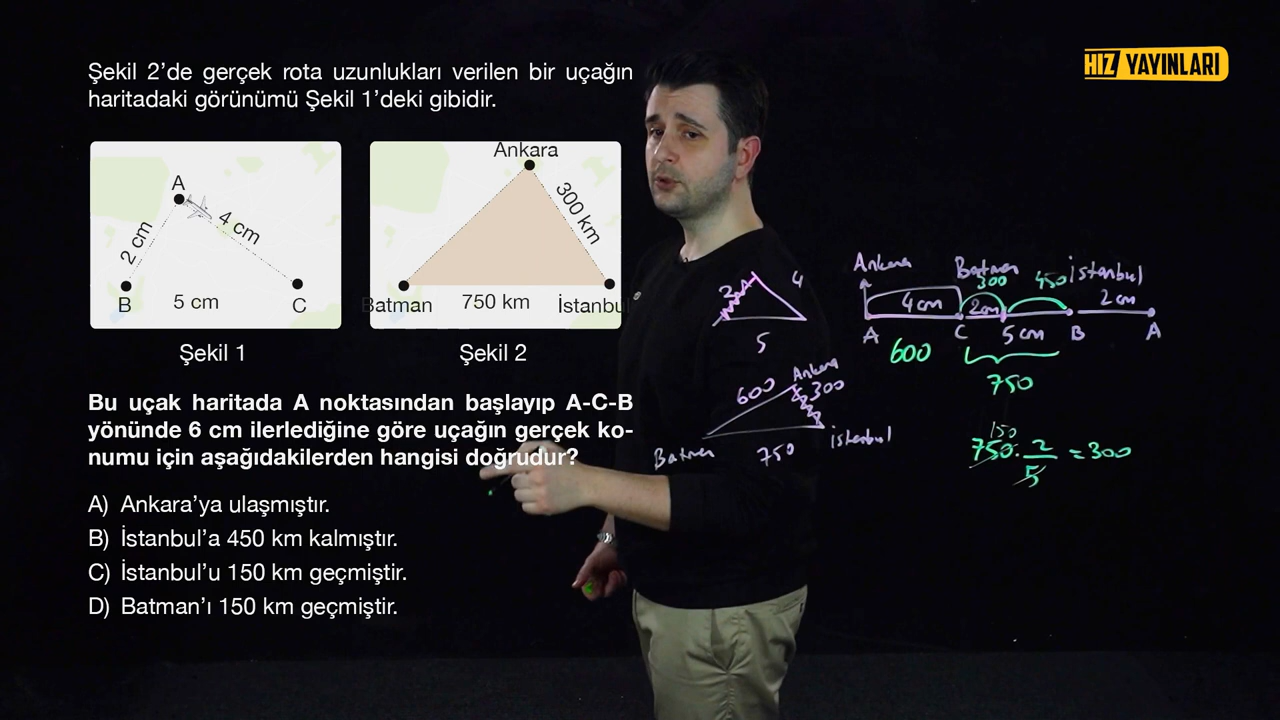 HIZ YAYINLARI
Şekil 2'de gerçek rota uzunlukları verilen bir uçağın
haritadaki görünümü Şekil 1'deki gibidir.
A
2 cm
4 cm
B
5 cm
C
Şekil 1
Ankara
300 km
Batman
750 km
İstanbul
Şekil 2
Bu uçak haritada A noktasından başlayıp A-C-B
yönünde 6 cm ilerlediğine göre uçağın gerçek ko-
numu için aşağıdakilerden hangisi doğrudur?
A) Ankara'ya ulaşmıştır.
B) İstanbul'a 450 km kalmıştır.
C) İstanbul'u 150 km geçmiştir.
D) Batman'ı 150 km geçmiştir.
2
4
5
600
Ankara
300
Batman
750
istanbul
Ankara
Batman
istanbul
300
450
4 cm
2cm
2 cm
A
C
5 cm
B
A
600
750
150
750. 2/5 = 300